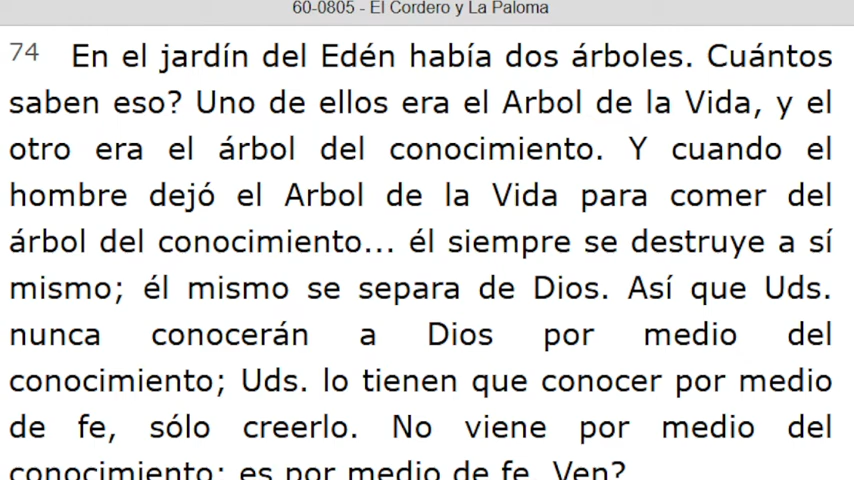 60-0805 - El Cordero y La Paloma
74 En el jardín del Edén había dos árboles. Cuántos
saben eso? Uno de ellos era el Arbol de la Vida, y el
otro era el árbol del conocimiento. Y cuando el
hombre dejó el Arbol de la Vida para comer del
árbol del conocimiento... él siempre se destruye a sí
mismo; él mismo se separa de Dios. Así que Uds.
nunca conocerán a Dios por medio del
conocimiento; Uds. lo tienen que conocer por medio
de fe, sólo creerlo. No viene por medio del
conocimiento; es por medio de fe. Ven?